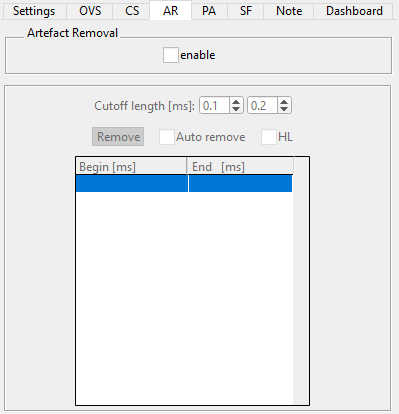 Settings OVS CS AR PA SF Note Dashboard
Artefact Removal
enable
Cutoff length [ms]: 0.1 0.2
Remove Auto remove HL
Begin [ms] End [ms]